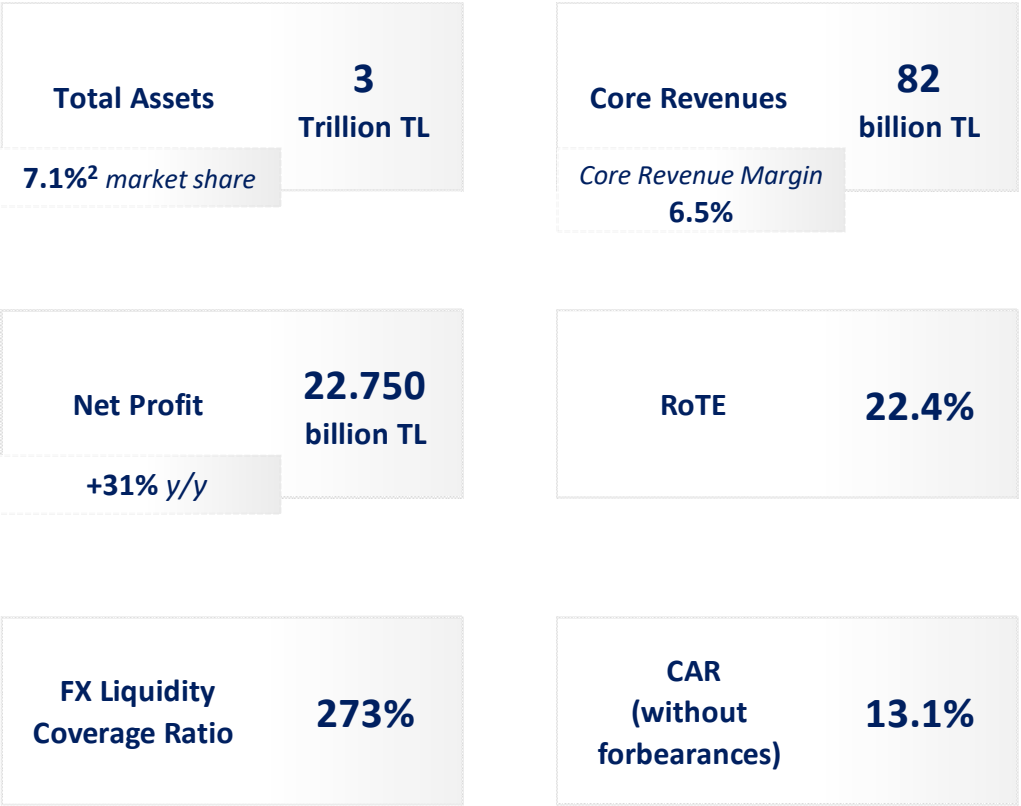 Total Assets
3
Trillion TL
7.1%² market share
Core Revenues
82
billion TL
Core Revenue Margin
6.5%
Net Profit
22.750
billion TL
+31% y/y
RoTE
22.4%
FX Liquidity
Coverage Ratio
273%
CAR
(without
forbearances)
13.1%